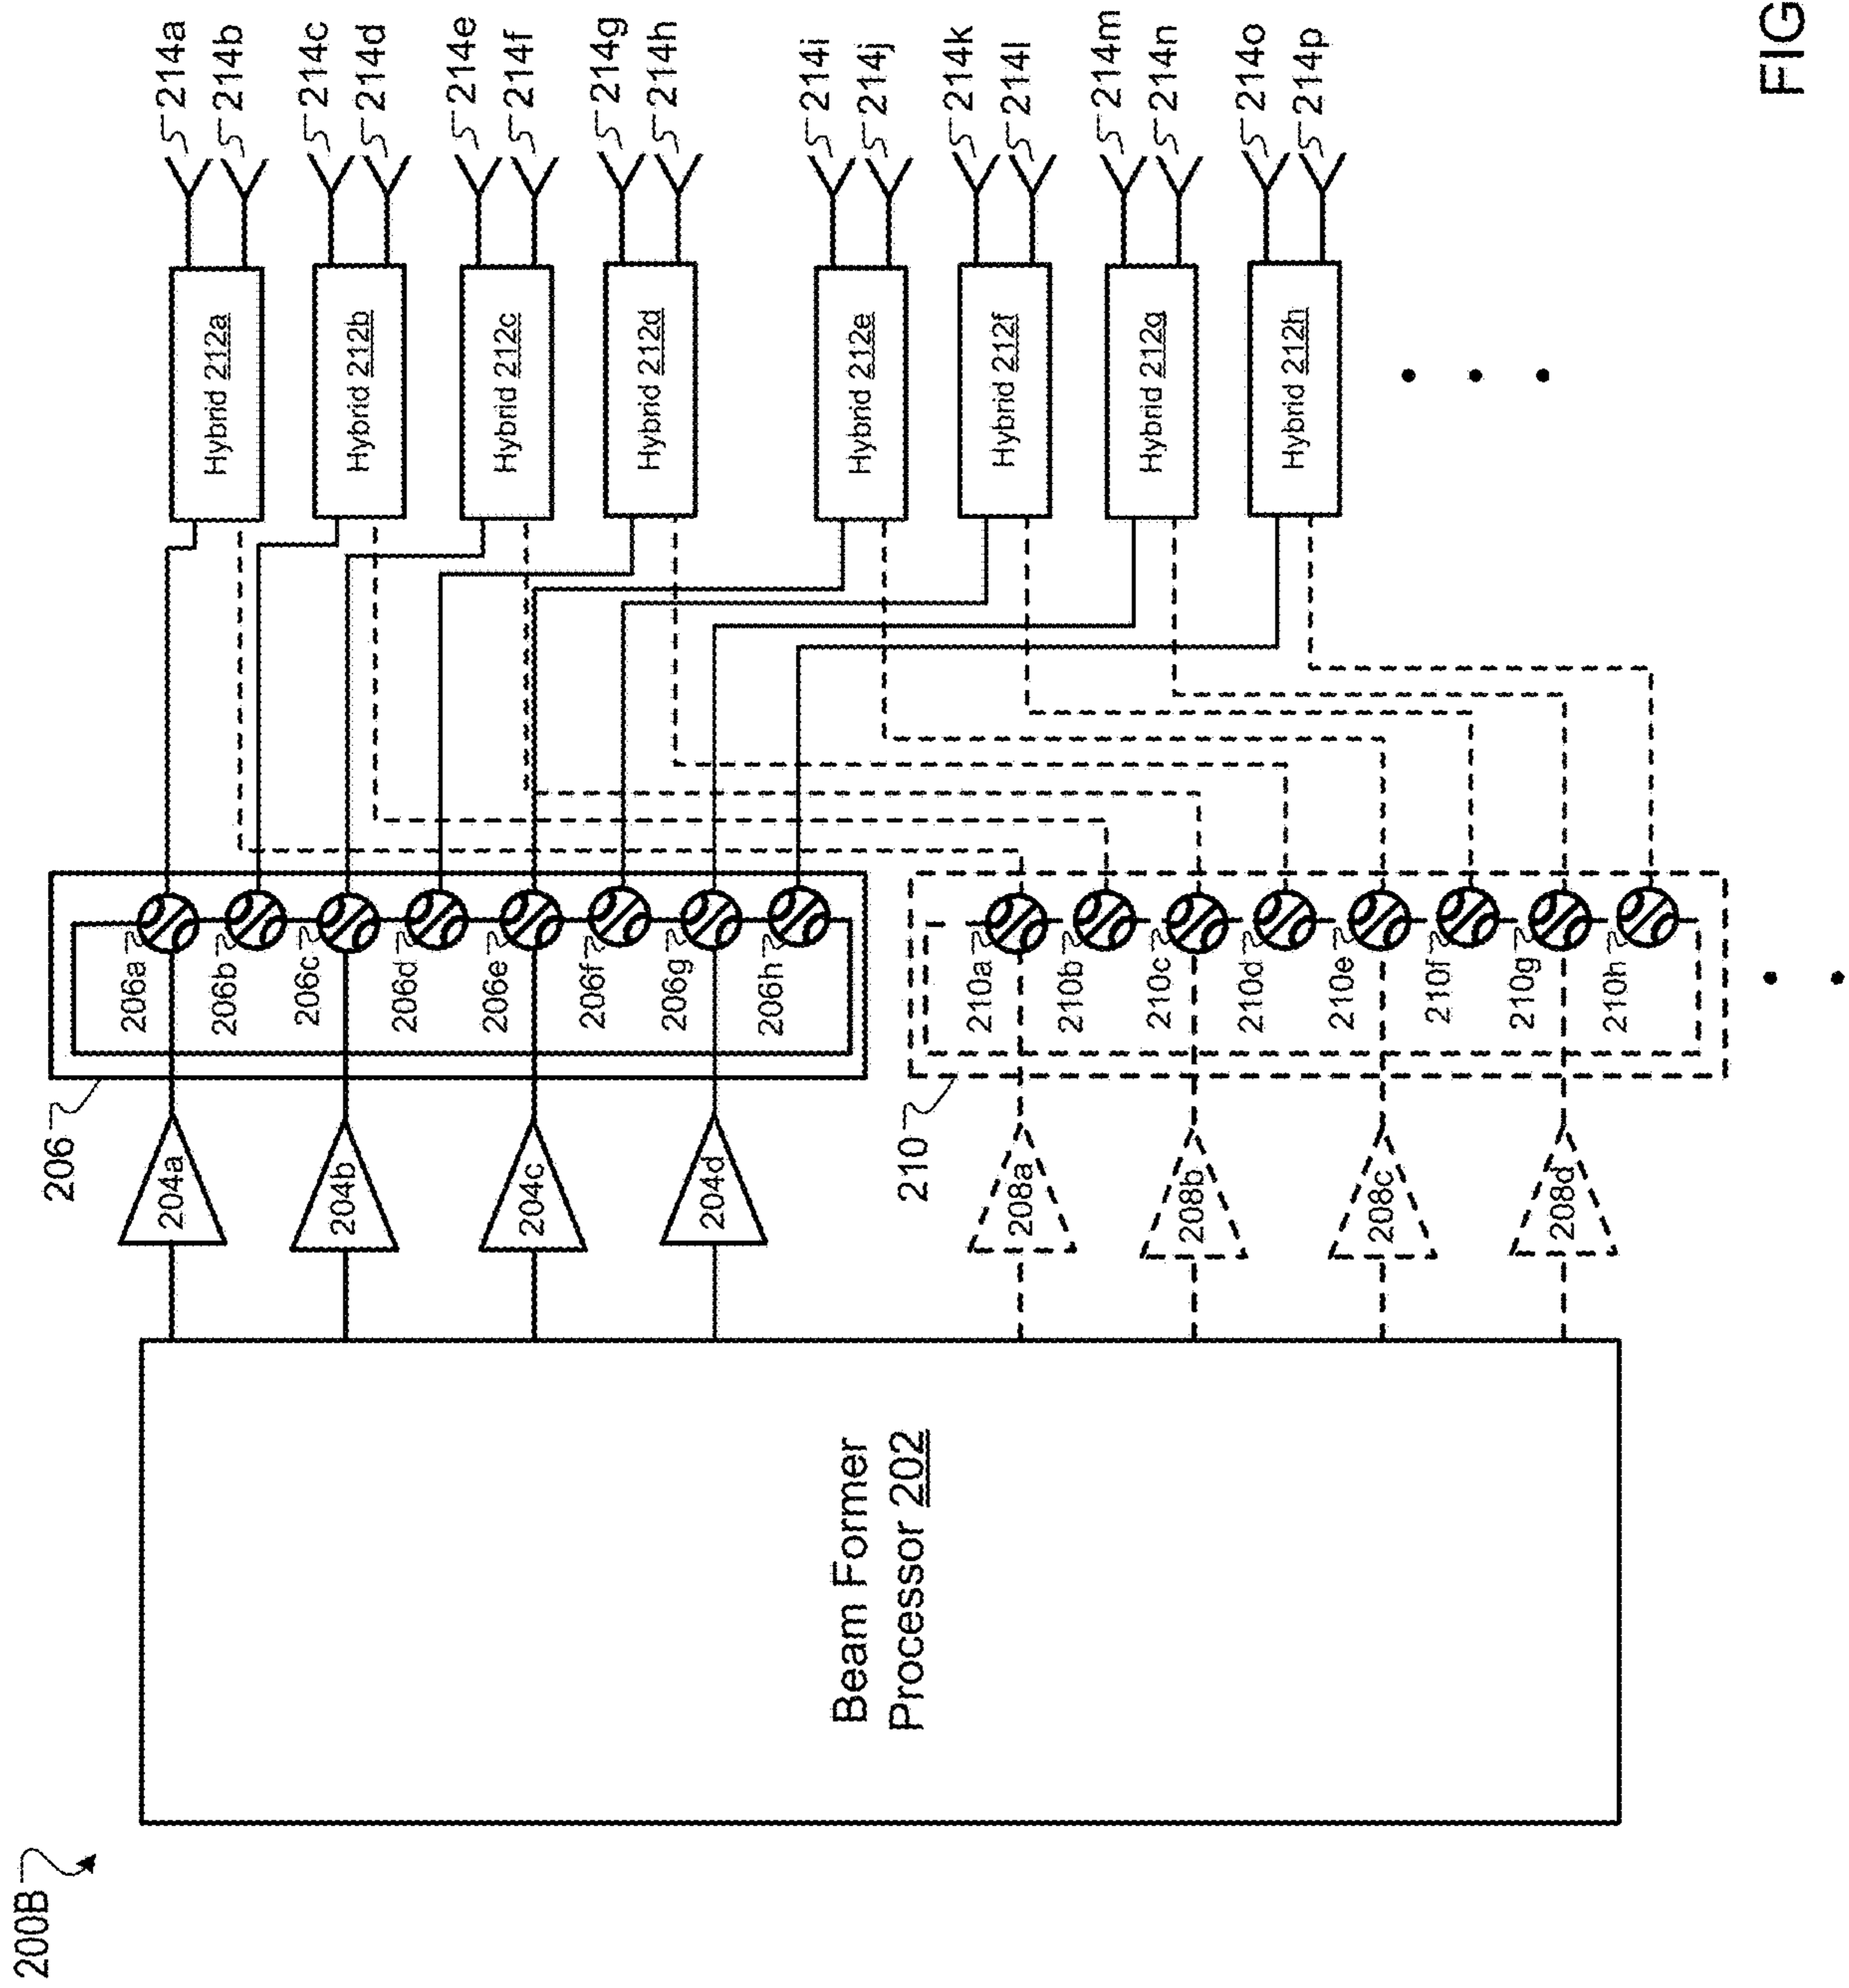 200B
Beam Former
Processor 202
204a
204b
204c
204d
208a
208b
208c
208d
206
206a
206b
206c
206d
206e
206f
206g
206h
210
210a
210b
210c
210d
210e
210f
210g
210h
Hybrid 212a
Hybrid 212b
Hybrid 212c
Hybrid 212d
Hybrid 212e
Hybrid 212f
Hybrid 212g
Hybrid 212h
214a
214b
214c
214d
214e
214f
214g
214h
214i
214j
214k
214l
214m
214n
214o
214p
FIG